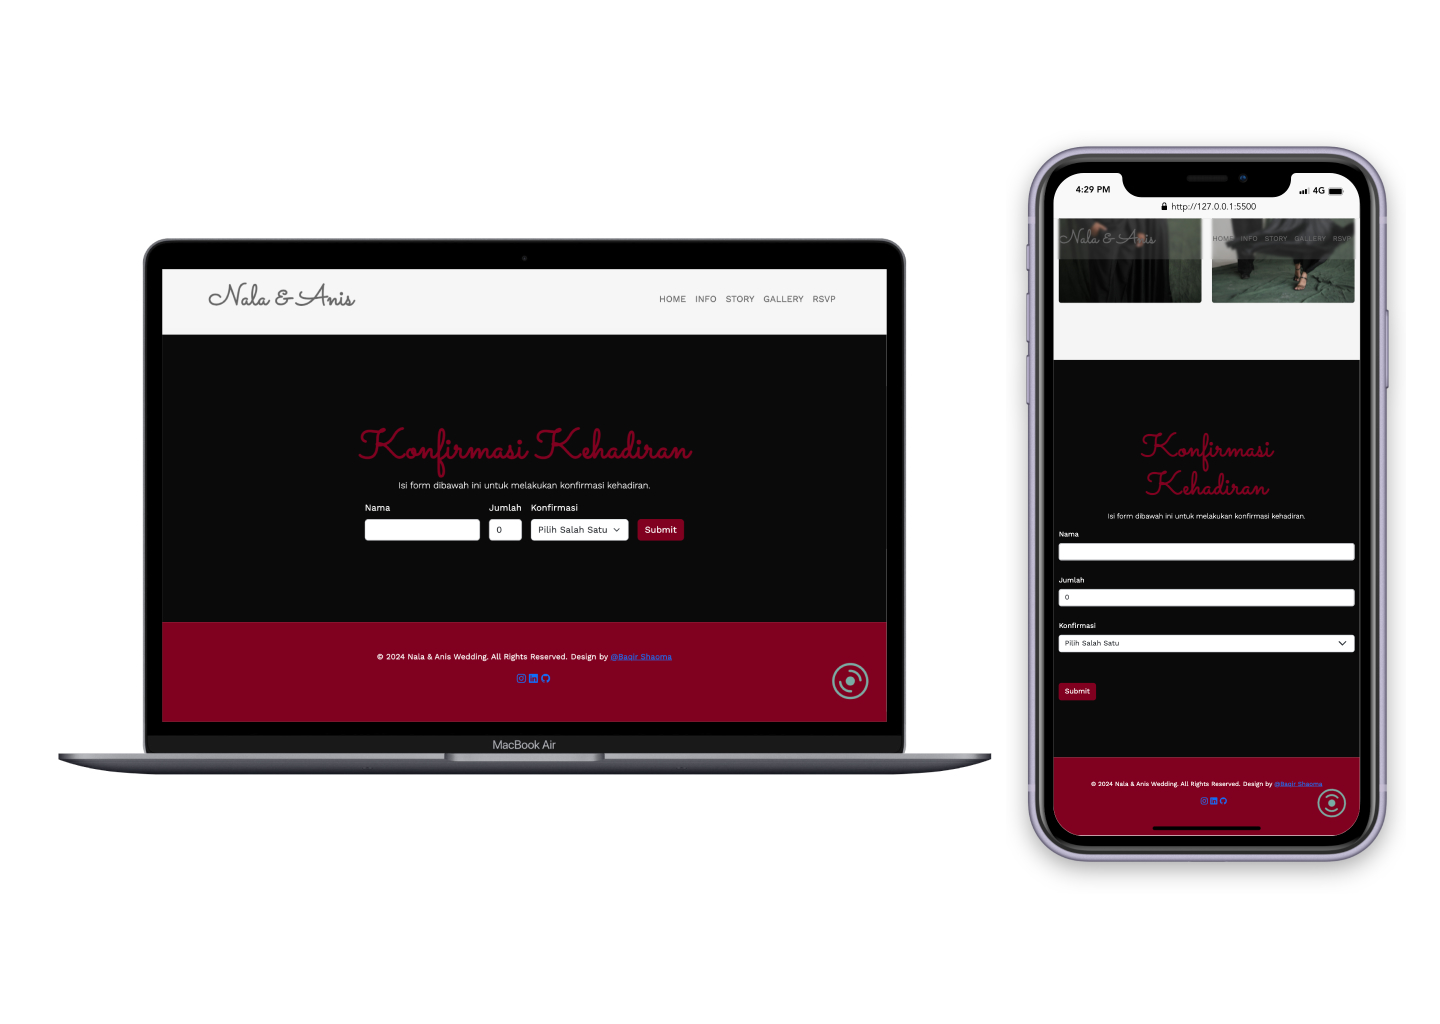 Nala & Anis
HOME INFO STORY GALLERY RSVP
Konfirmasi Kehadiran
Isi form dibawah ini untuk melakukan konfirmasi kehadiran.
Nama Jumlah Konfirmasi
0 Pilih Salah Satu Submit
© 2024 Nala & Anis Wedding. All Rights Reserved. Design by @Baqir Shaoma
MacBook Air
4:29 PM 4G
http://127.0.0.1:5500
Nala & Anis HOME INFO STORY GALLERY RSVP
Konfirmasi
Kehadiran
Isi form dibawah ini untuk melakukan konfirmasi kehadiran.
Nama
Jumlah
0
Konfirmasi
Pilih Salah Satu
Submit
© 2024 Nala & Anis Wedding. All Rights Reserved. Design by @Baqir Shaoma